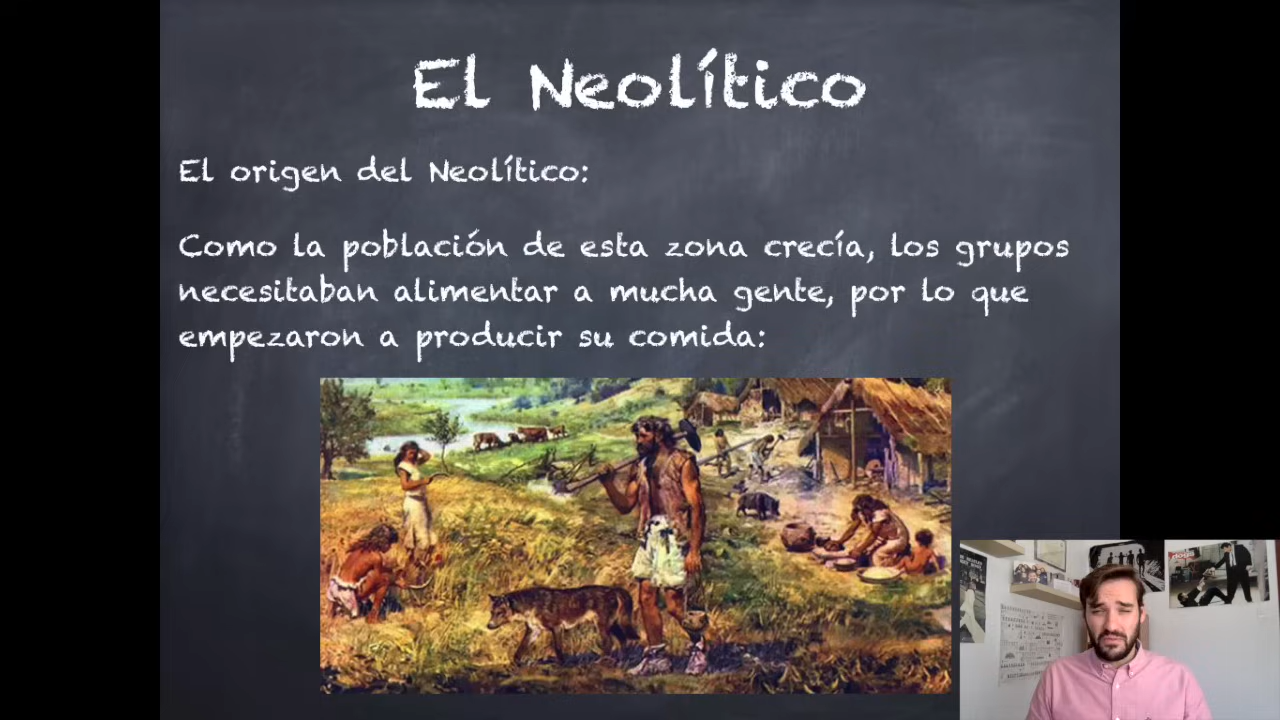 El Neolítico
El origen del Neolítico:
Como la población de esta zona crecía, los grupos
necesitaban alimentar a mucha gente, por lo que
empezaron a producir su comida: